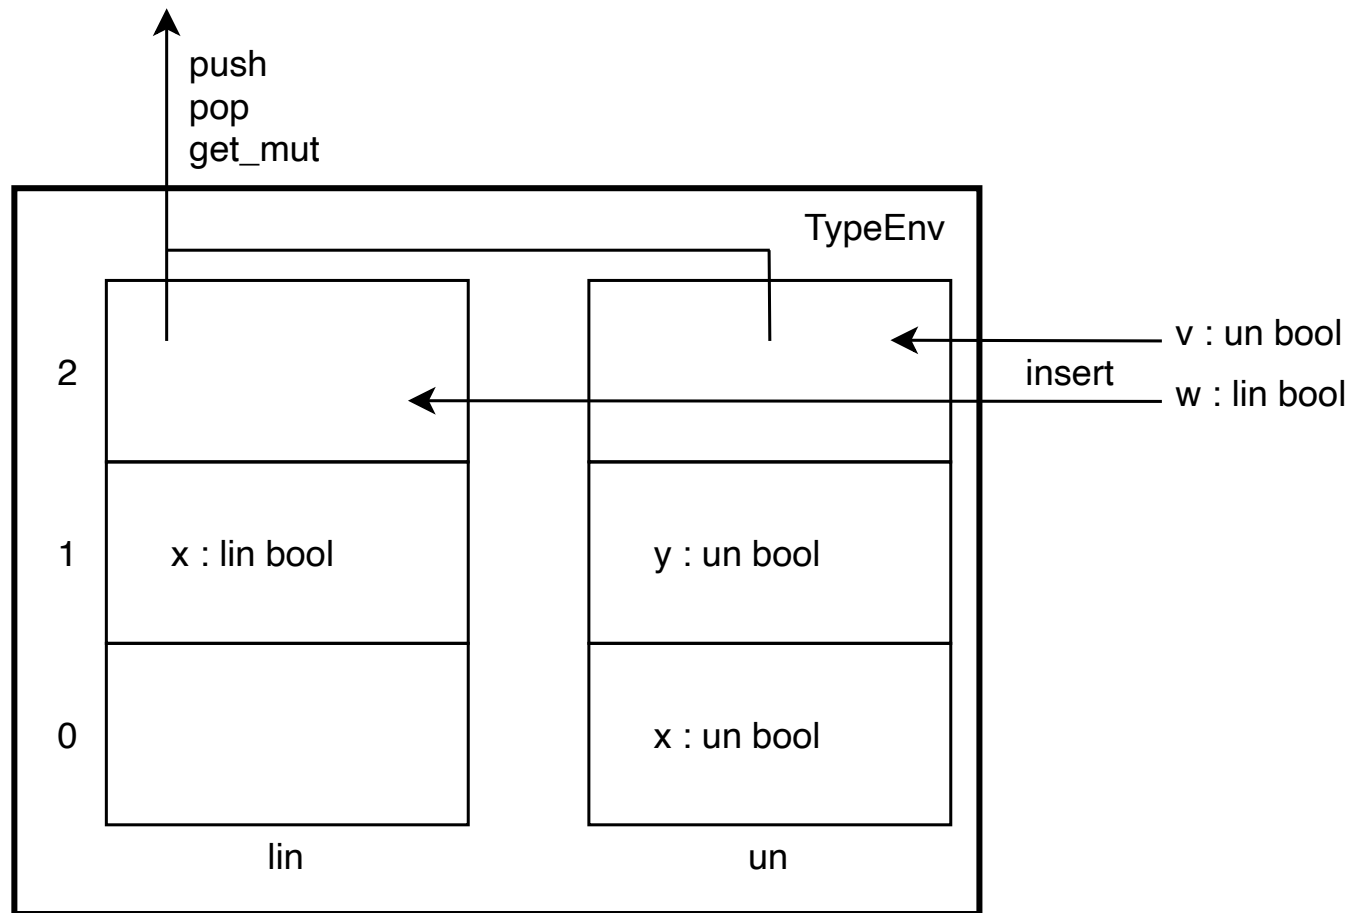 push
pop
get_mut
TypeEnv
v : un bool
2
insert
w : lin bool
1
x : lin bool
y : un bool
0
x : un bool
lin
un